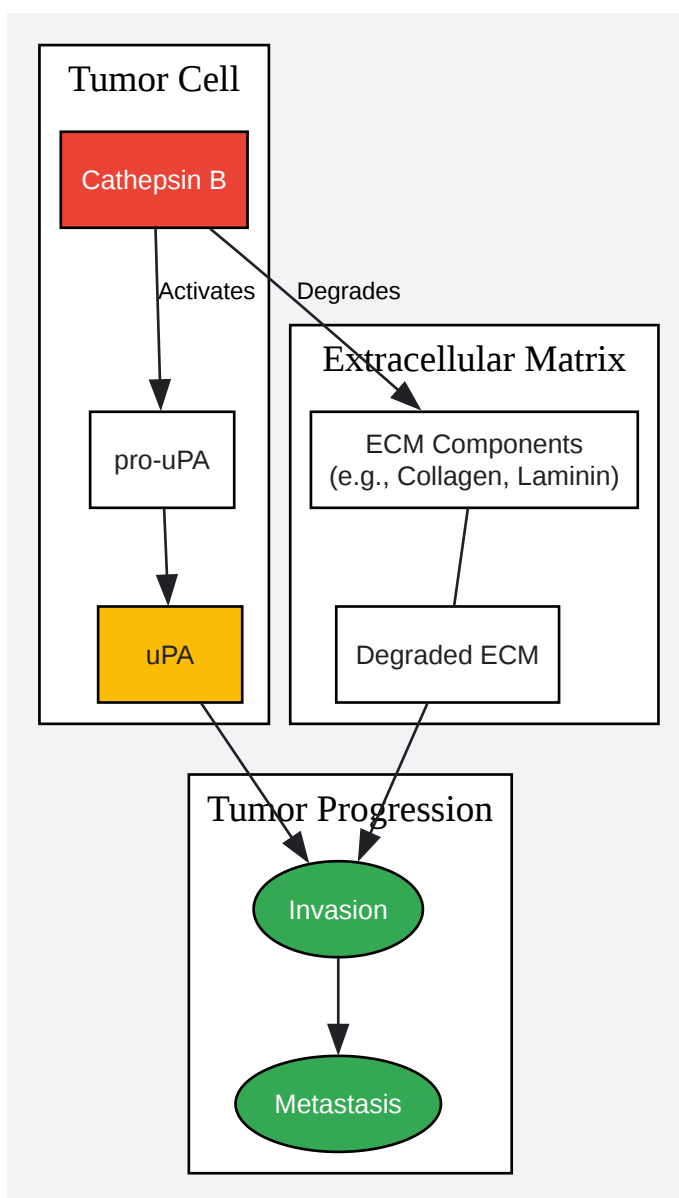 Tumor Cell
Cathepsin B
Activates
Degrades
Extracellular Matrix
pro-uPA
ECM Components
(e.g., Collagen, Laminin)
uPA
Degraded ECM
Tumor Progression
Invasion
Metastasis